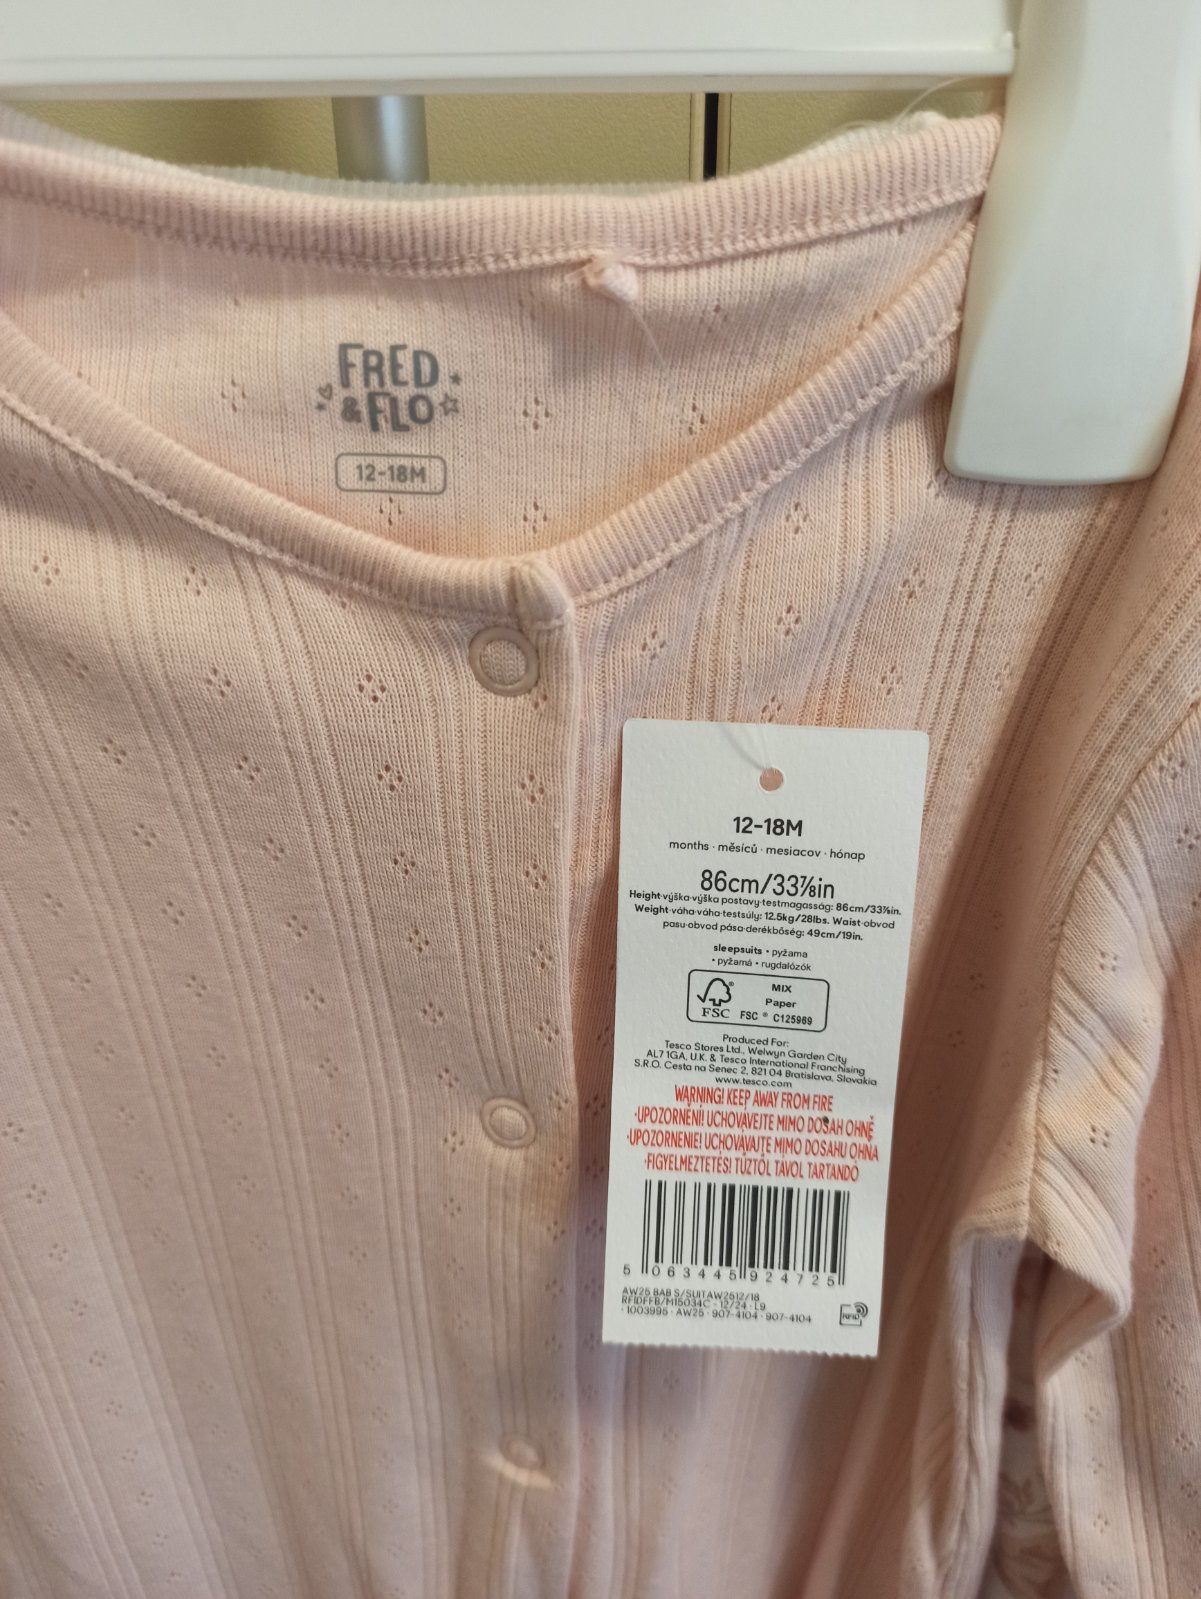 FRED
& FLO
12-18M
12-18M
months · měsíců · mesiacov · hónap
86cm/33⅞in
Height·výška·výška postavy·testmagasság: 86cm/33⅞in.
Weight·váha·váha·testsúly: 12.5kg/28lbs. Waist·obvod
pasu·obvod pása·derékbőség: 49cm/19in.
sleepsuits • pyžama
• pyžamá • rugdalózók
FSC® MIX
Paper
FSC® C125969
Produced For:
Tesco Stores Ltd., Welwyn Garden City
AL7 1GA, U.K. & Tesco International Franchising
S.R.O. Cesta na Senec 2, 821 04 Bratislava, Slovakia
www.tesco.com
WARNING! KEEP AWAY FROM FIRE
·UPOZORNĚNÍ! UCHOVÁVEJTE MIMO DOSAH OHNĚ
·UPOZORNENIE! UCHOVÁVAJTE MIMO DOSAHU OHŇA
·FIGYELMEZTETÉS! TŰZTŐL TÁVOL TARTANDÓ
5 063445 924725
AW25 BAB S/SUITAW2512/18
RFIDFFB/M15034C · 12/24 · L9
· 1003995 · AW25 · 907-4104 · 907-4104
RFID